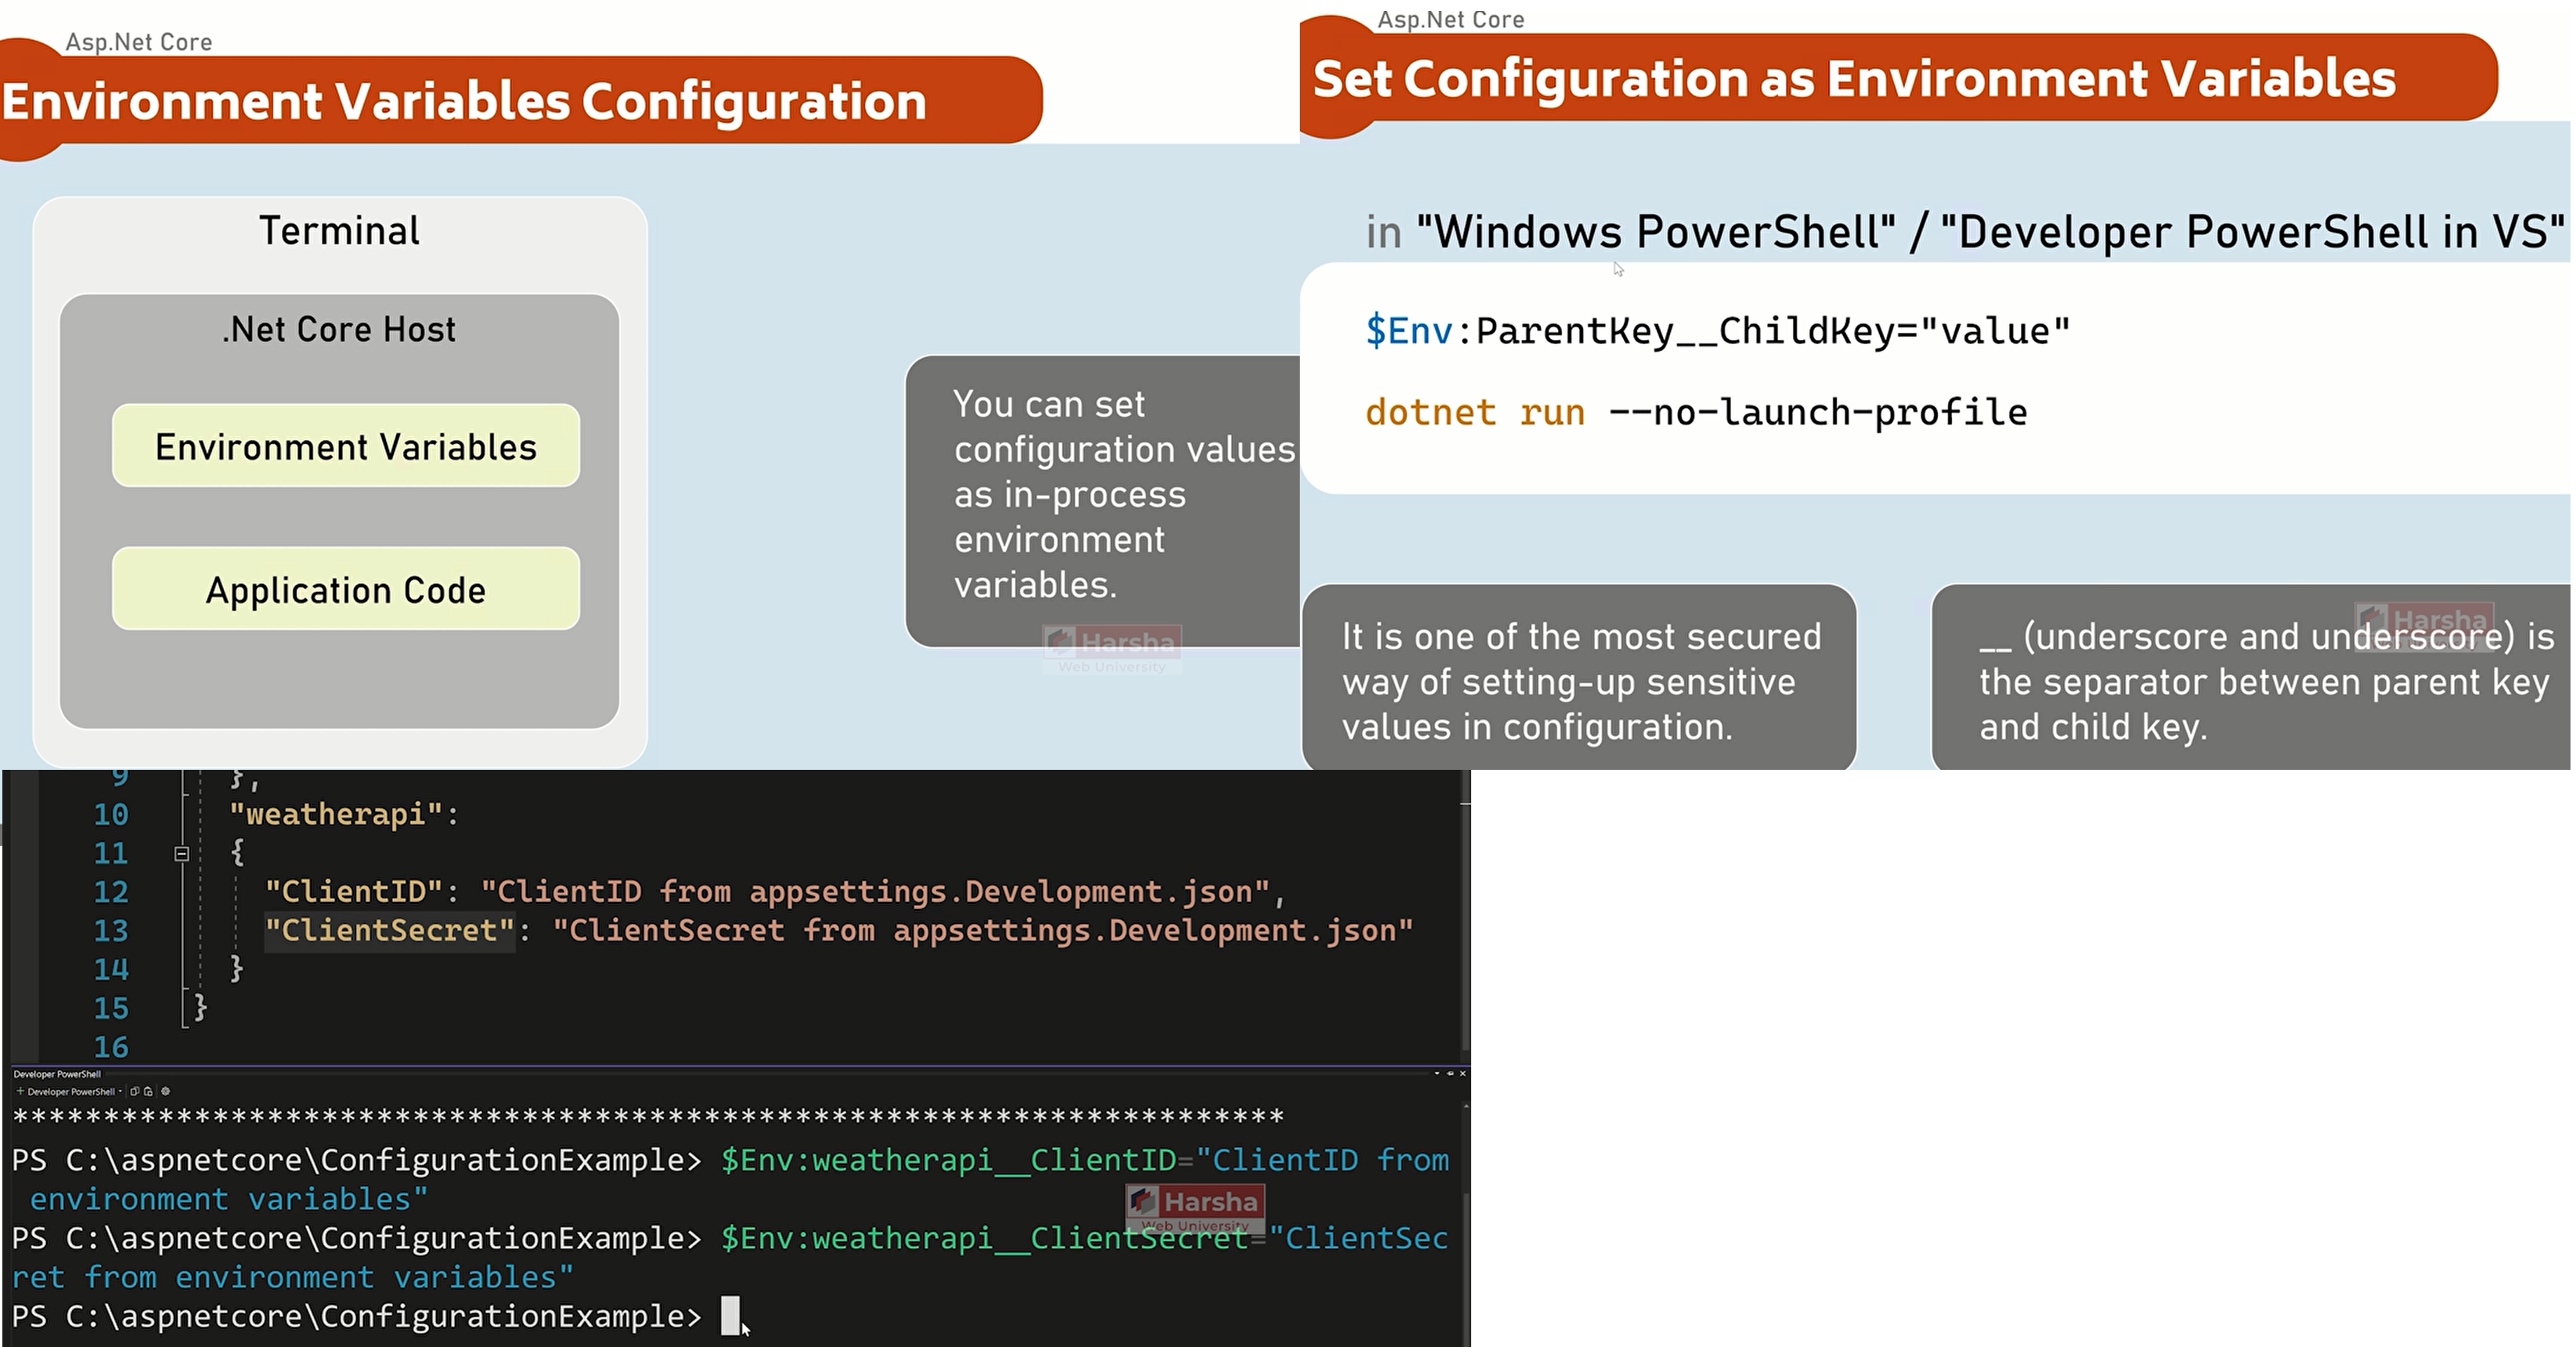 Asp.Net Core
Environment Variables Configuration
Terminal
.Net Core Host
Environment Variables
Application Code
You can set
configuration values
as in-process
environment
variables.
Harsha
Web University
Asp.Net Core
Set Configuration as Environment Variables
in "Windows PowerShell" / "Developer PowerShell in VS"
$Env:ParentKey__ChildKey="value"
dotnet run --no-launch-profile
It is one of the most secured
way of setting-up sensitive
values in configuration.
Harsha
__ (underscore and underscore) is
the separator between parent key
and child key.
9 },
10 "weatherapi":
11 {
12 "ClientID": "ClientID from appsettings.Development.json",
13 "ClientSecret": "ClientSecret from appsettings.Development.json"
14 }
15 }
16
Developer PowerShell
+ Developer PowerShell
**********************************************************************
PS C:\aspnetcore\ConfigurationExample> $Env:weatherapi__ClientID="ClientID from
environment variables"
Harsha
Web University
PS C:\aspnetcore\ConfigurationExample> $Env:weatherapi__ClientSecret="ClientSec
ret from environment variables"
PS C:\aspnetcore\ConfigurationExample>